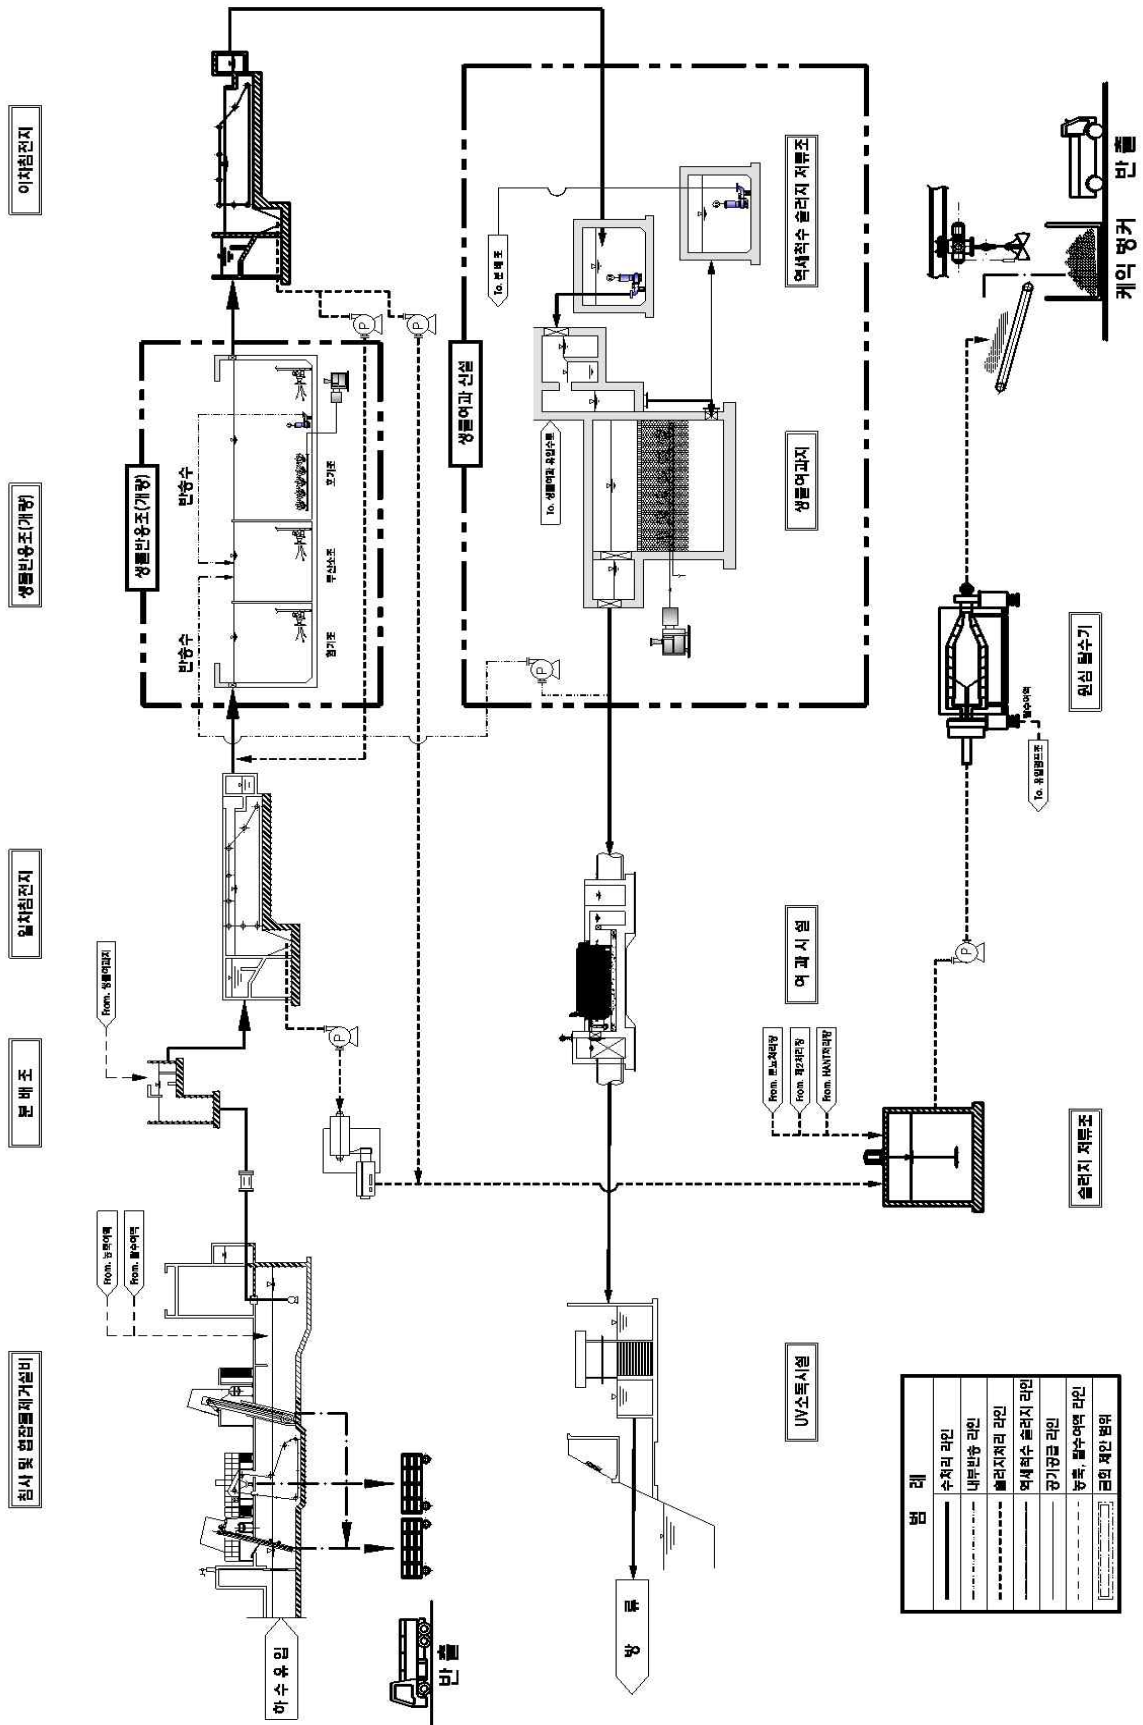 침사 및 협잡물제거설비
분 배 조
일차침전지
생물반응조(개량)
이차침전지
From. 농축여액
From. 탈수여액
From. 생물여과지
하수유입
반 출
생물반응조(개량)
반송수
반송수
혐기조
무산소조
호기조
P
P
P
생물여과 신설
To. 분배조
To. 생물여과 유입수로
P
방 류
UV소독시설
여 과 시 설
생물여과지
역세척수 슬러지 저류조
From. 분뇨처리장
From. 제2처리장
From. HANT처리장
P
탈수여액
To. 유입펌프조
슬러지 저류조
원심 탈수기
케익 벙커
반 출
범 례
수처리 라인
내부반송 라인
슬러지처리 라인
역세척수 슬러지 라인
공기공급 라인
농축, 탈수여액 라인
금회 제안 범위